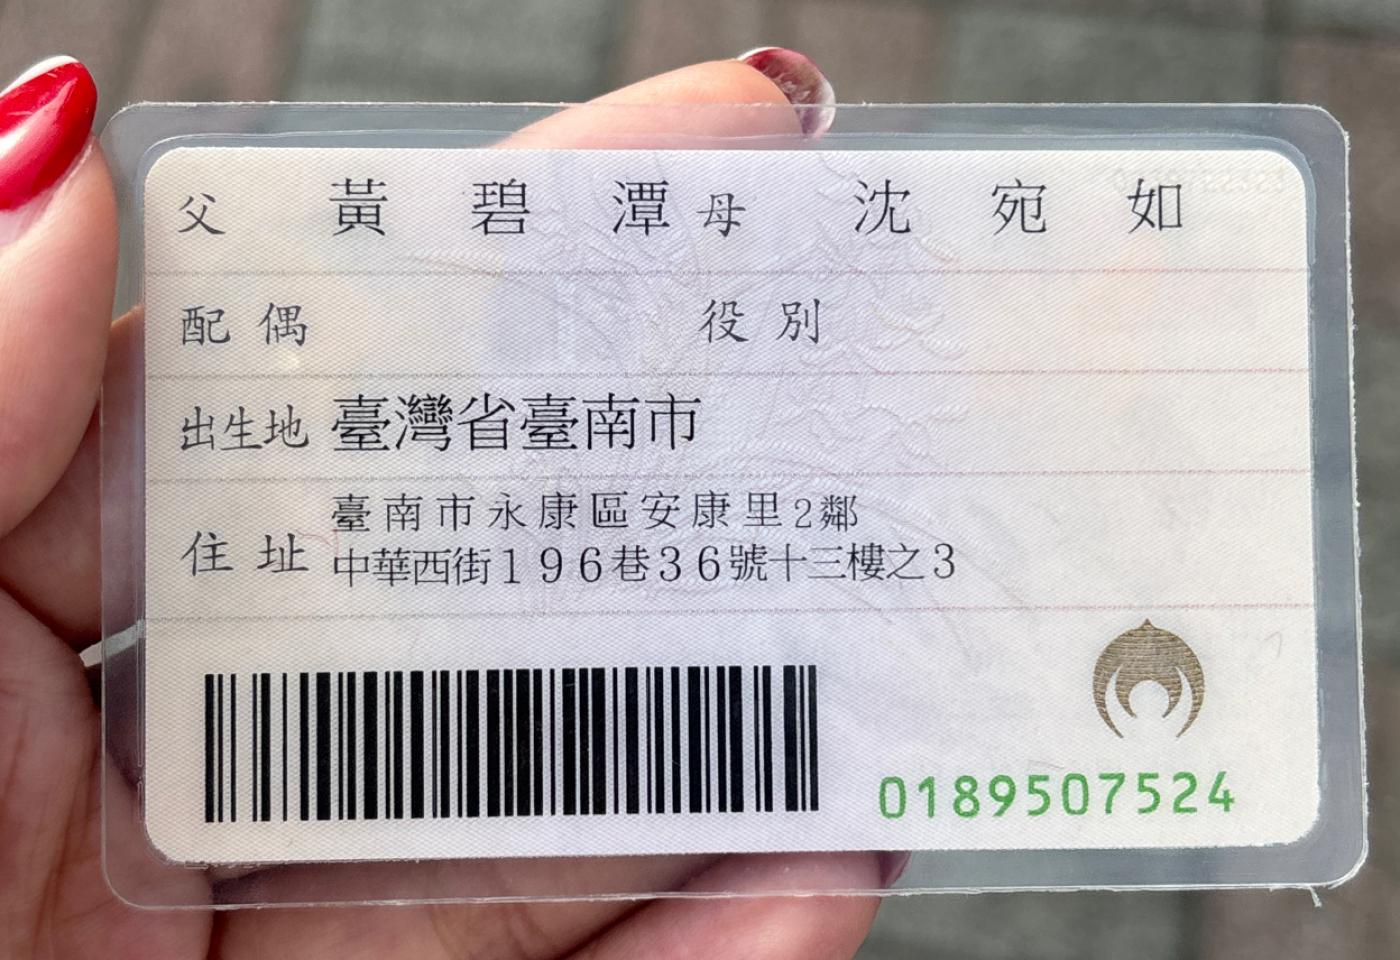 父 黃碧潭 母 沈宛如
配偶 役別
出生地 臺灣省臺南市
住址 臺南市永康區安康里2鄰
中華西街196巷36號十三樓之3
0189507524